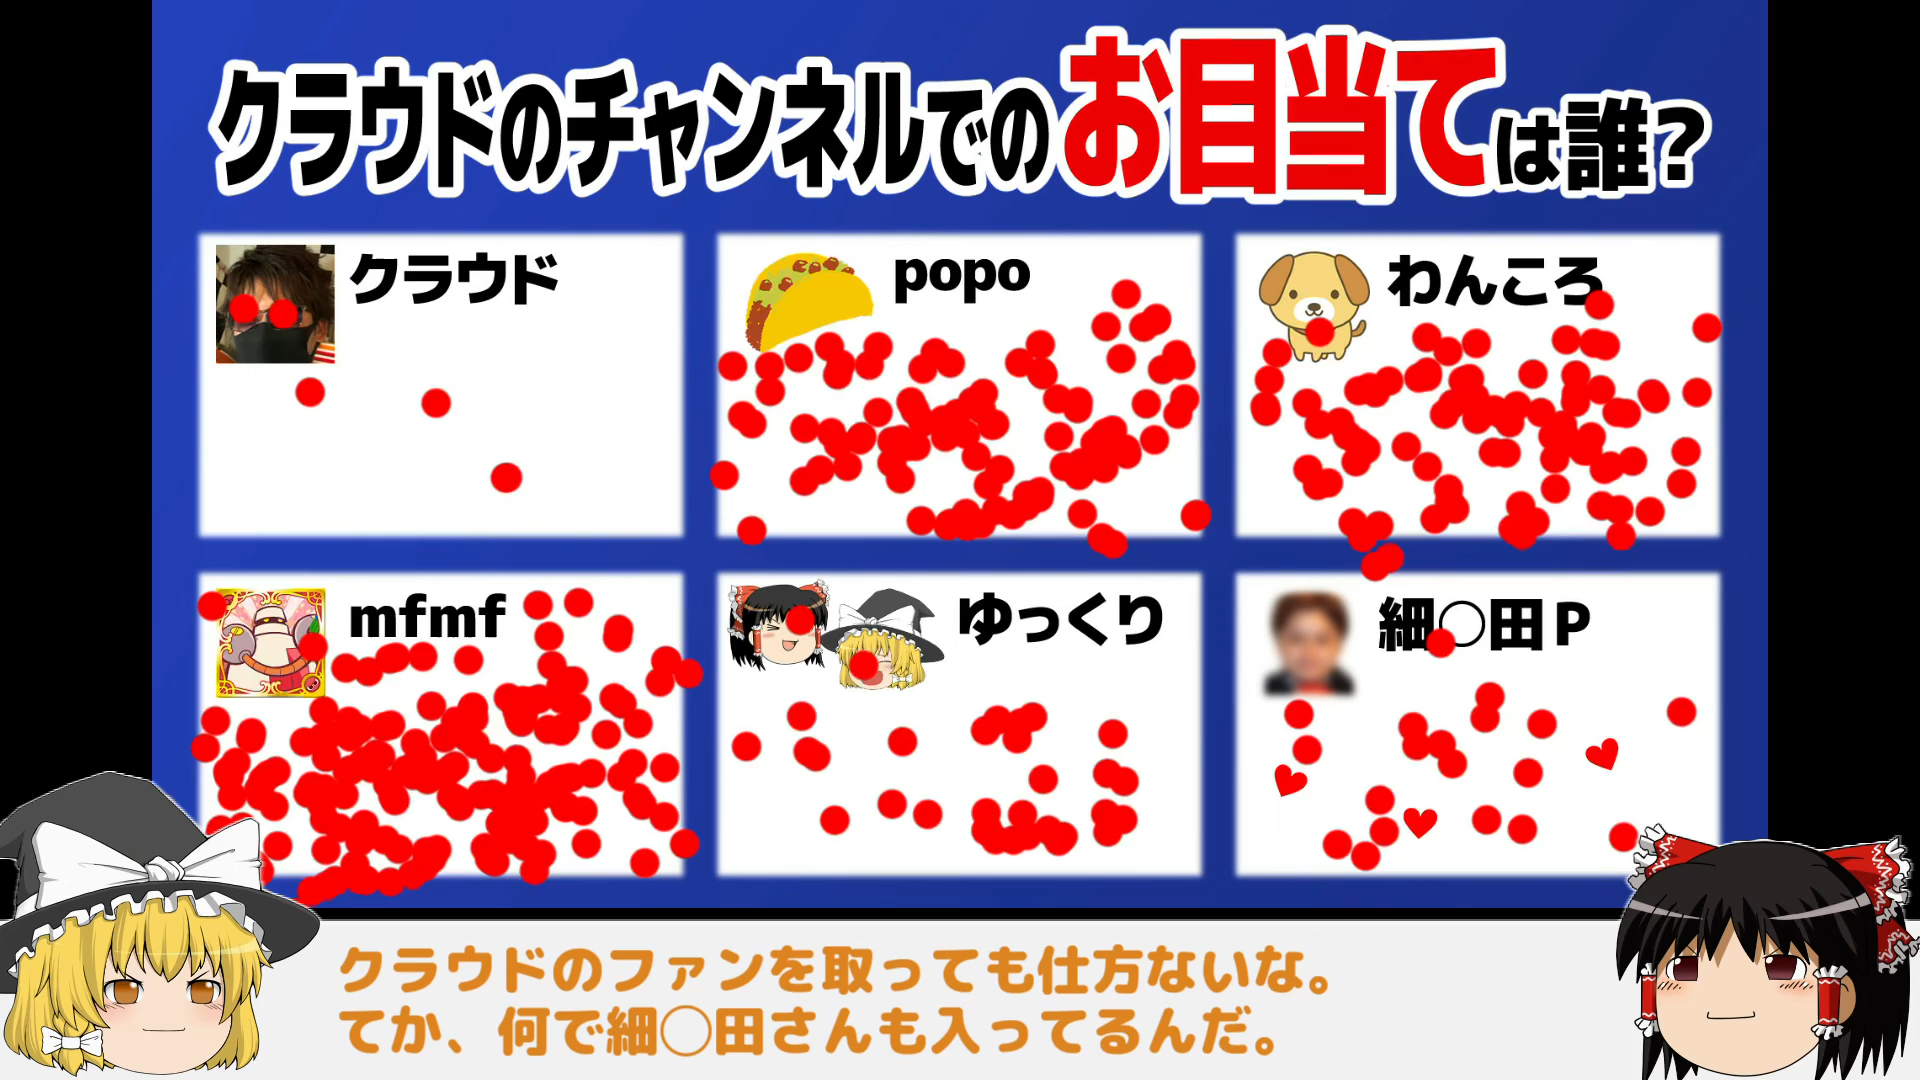 クラウドのチャンネルでのお目当ては誰?
クラウド
popo
わんころ
mfmf
ゆっくり
細◯田P
クラウドのファンを取っても仕方ないな。
てか、何で細◯田さんも入ってるんだ。